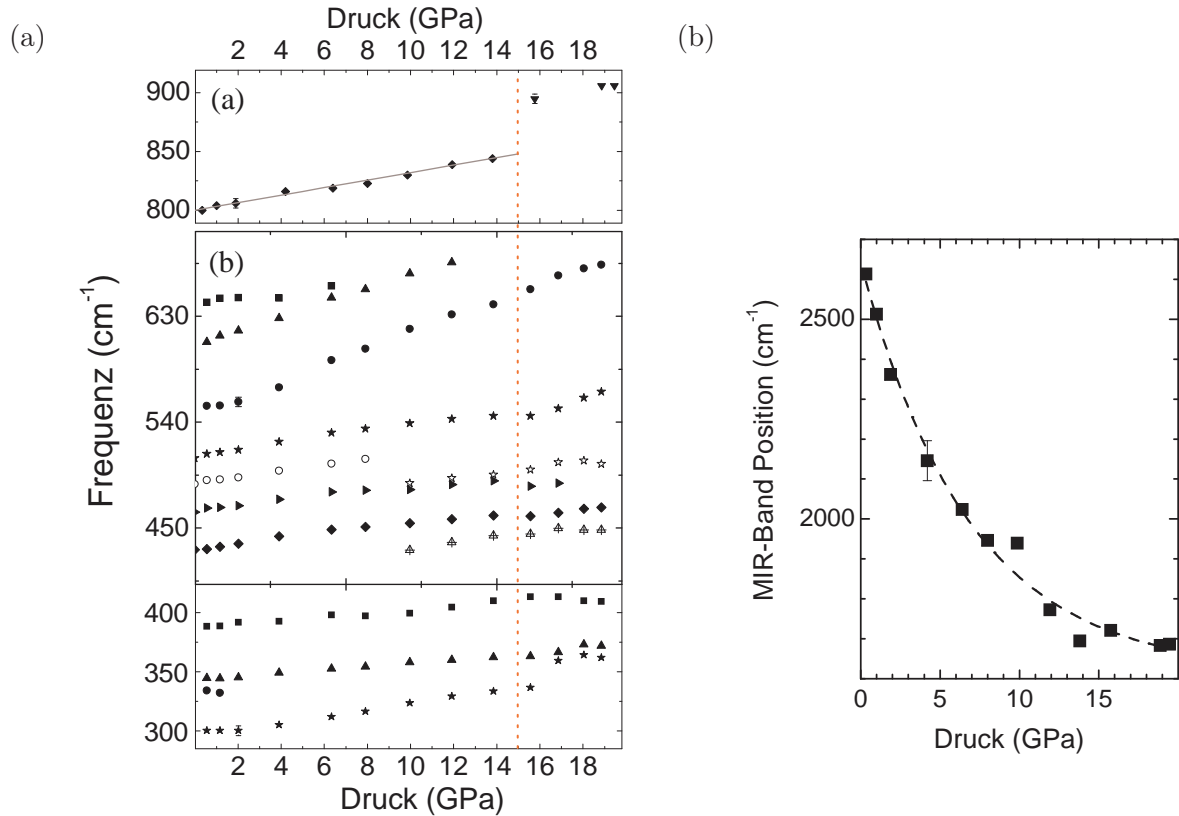 (a)
Druck (GPa)
2 4 6 8 10 12 14 16 18
(a)
900
850
800
(b)
630
540
450
400
350
300
Frequenz (cm-1)
2 4 6 8 10 12 14 16 18
Druck (GPa)
(b)
2500
2000
MIR-Band Position (cm-1)
0 5 10 15
Druck (GPa)